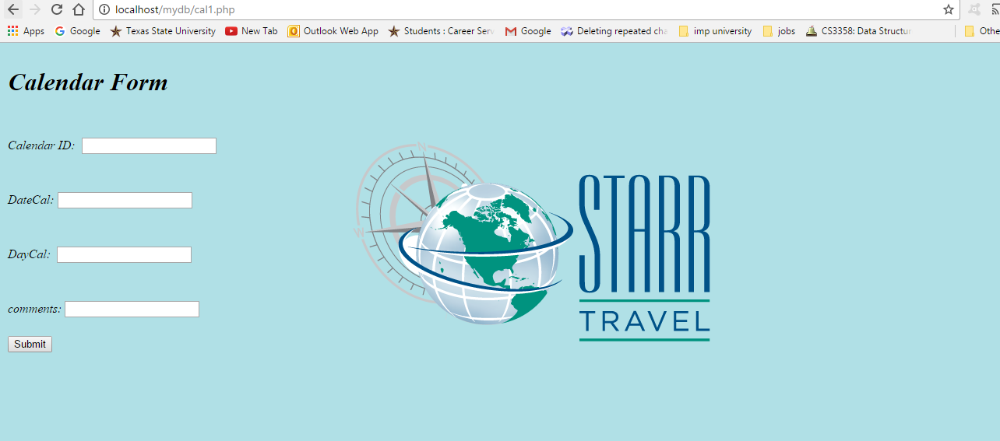 localhost/mydb/cal1.php
Apps Google Texas State University New Tab Outlook Web App Students : Career Serv Google Deleting repeated cha imp university jobs CS3358: Data Structur Othe
Calendar Form
Calendar ID:
DateCal:
DayCal:
comments:
Submit
N
W
STARR
TRAVEL